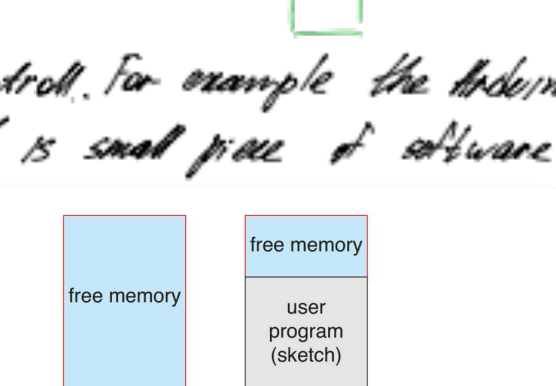 For example the
is small piece of software
free memory
free memory
user
program
(sketch)